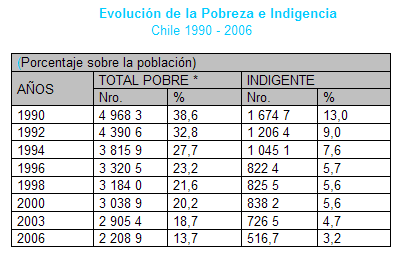 Evolución de la Pobreza e Indigencia
Chile 1990 - 2006
(Porcentaje sobre la población)
AÑOS TOTAL POBRE * INDIGENTE
Nro. % Nro. %
1990 4 968 3 38,6 1 674 7 13,0
1992 4 390 6 32,8 1 206 4 9,0
1994 3 815 9 27,7 1 045 1 7,6
1996 3 320 5 23,2 822 4 5,7
1998 3 184 0 21,6 825 5 5,6
2000 3 038 9 20,2 838 2 5,6
2003 2 905 4 18,7 726 5 4,7
2006 2 208 9 13,7 516,7 3,2